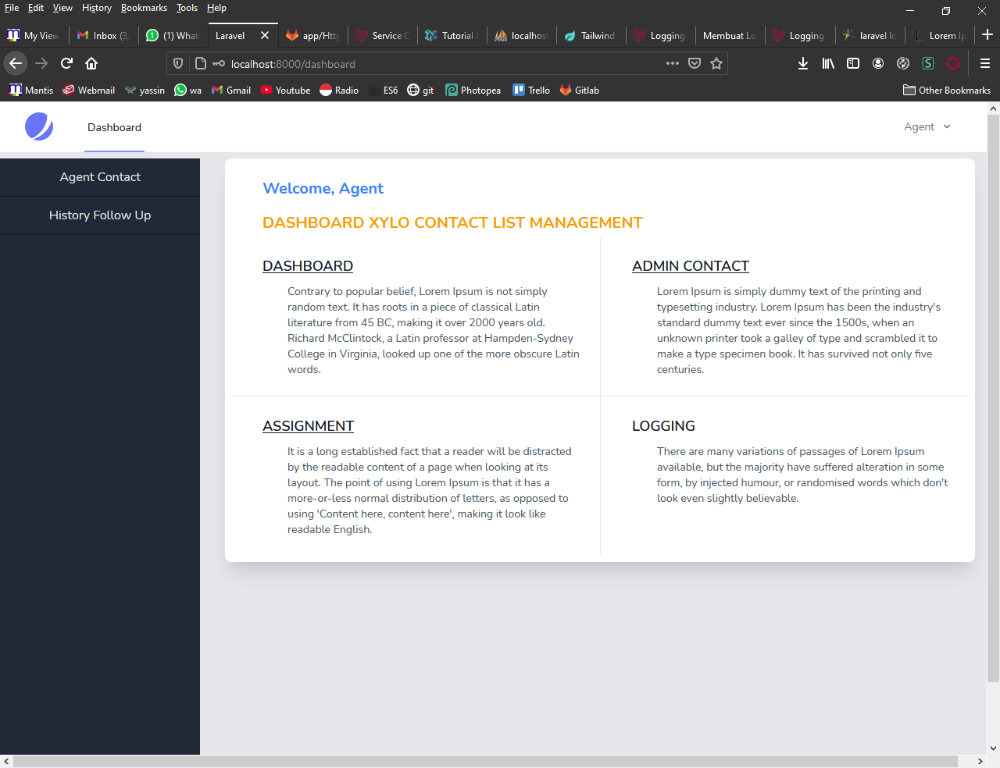 File Edit View History Bookmarks Tools Help
My View Inbox (3, (1) What Laravel app/Http Service C Tutorial localhost Tailwind Logging Membuat Lo Logging laravel lo Lorem Ip
localhost:8000/dashboard
Mantis Webmail yassin wa Gmail Youtube Radio ES6 git Photopea Trello Gitlab Other Bookmarks
Dashboard Agent
Agent Contact
History Follow Up
Welcome, Agent
DASHBOARD XYLO CONTACT LIST MANAGEMENT
DASHBOARD
Contrary to popular belief, Lorem Ipsum is not simply
random text. It has roots in a piece of classical Latin
literature from 45 BC, making it over 2000 years old.
Richard McClintock, a Latin professor at Hampden-Sydney
College in Virginia, looked up one of the more obscure Latin
words.
ADMIN CONTACT
Lorem Ipsum is simply dummy text of the printing and
typesetting industry. Lorem Ipsum has been the industry's
standard dummy text ever since the 1500s, when an
unknown printer took a galley of type and scrambled it to
make a type specimen book. It has survived not only five
centuries.
ASSIGNMENT
It is a long established fact that a reader will be distracted
by the readable content of a page when looking at its
layout. The point of using Lorem Ipsum is that it has a
more-or-less normal distribution of letters, as opposed to
using 'Content here, content here', making it look like
readable English.
LOGGING
There are many variations of passages of Lorem Ipsum
available, but the majority have suffered alteration in some
form, by injected humour, or randomised words which don't
look even slightly believable.